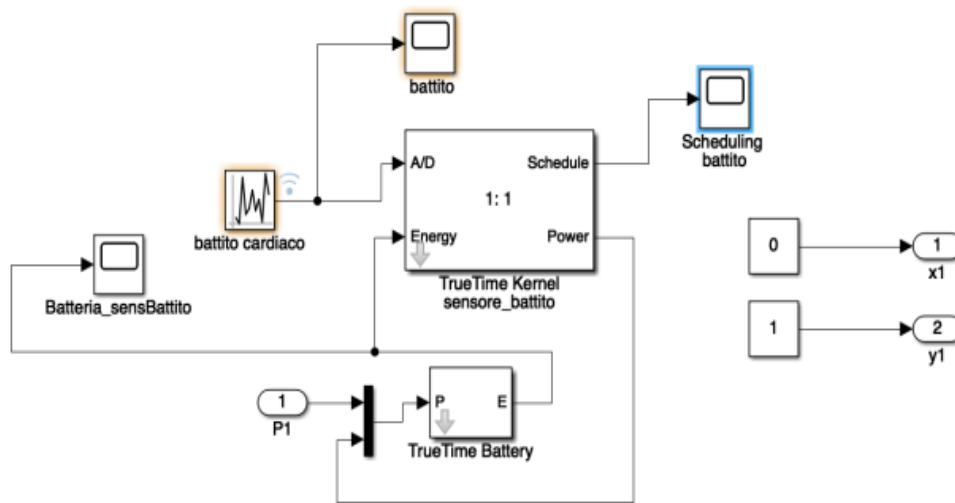 battito
Scheduling
battito
A/D
Schedule
1: 1
battito cardiaco
Energy
Power
TrueTime Kernel
sensore_battito
Batteria_sensBattito
0
1
x1
1
2
y1
1
P1
P
E
TrueTime Battery